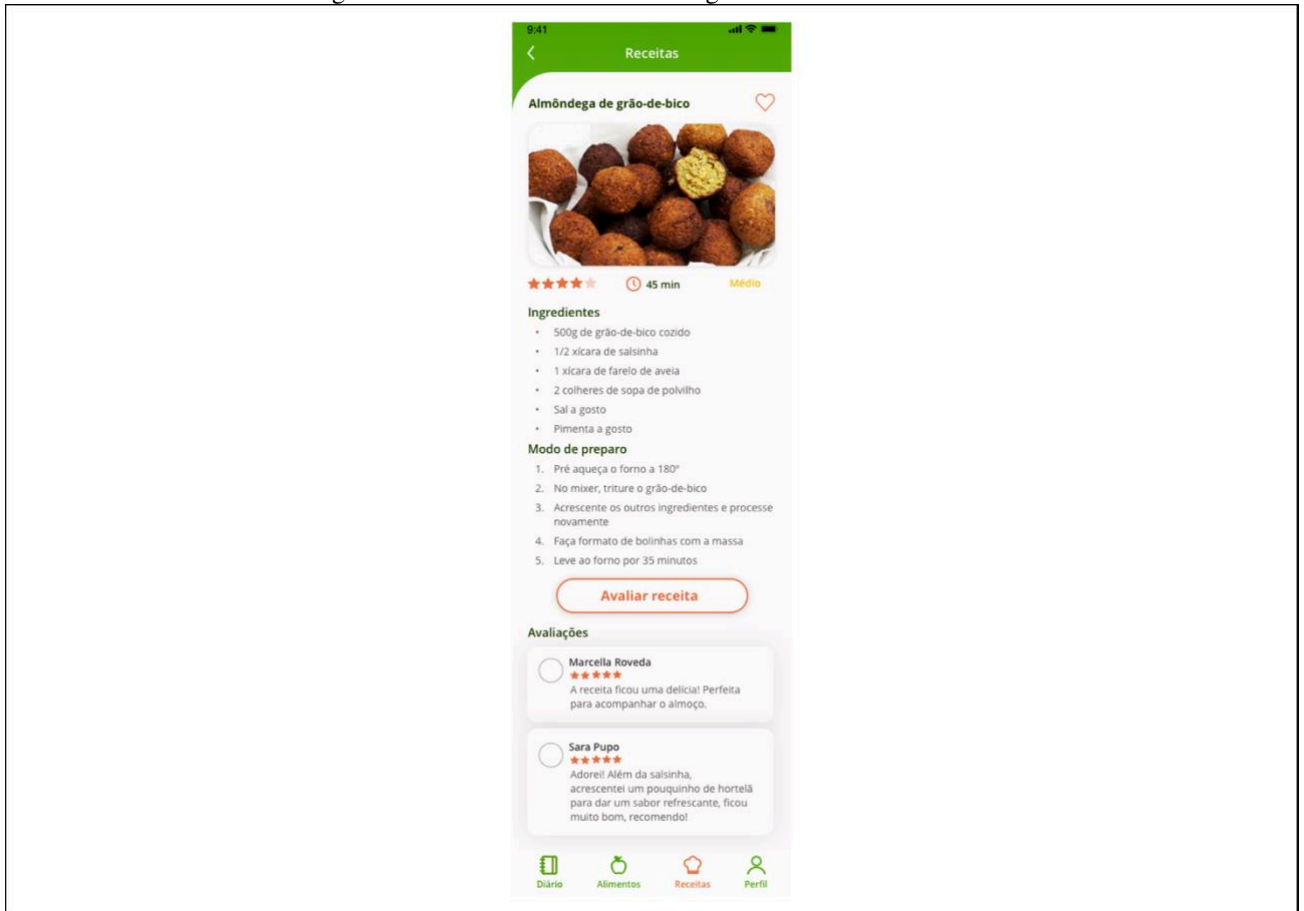 9:41
Receitas
Almôndega de grão-de-bico
45 min
Médio
Ingredientes
• 500g de grão-de-bico cozido
• 1/2 xícara de salsinha
• 1 xícara de farelo de aveia
• 2 colheres de sopa de polvilho
• Sal a gosto
• Pimenta a gosto
Modo de preparo
1. Pré aqueça o forno a 180°
2. No mixer, triture o grão-de-bico
3. Acrescente os outros ingredientes e processe
novamente
4. Faça formato de bolinhas com a massa
5. Leve ao forno por 35 minutos
Avaliar receita
Avaliações
Marcella Roveda
A receita ficou uma delícia! Perfeita
para acompanhar o almoço.
Sara Pupo
Adorei! Além da salsinha,
acrescentei um pouquinho de hortelã
para dar um sabor refrescante, ficou
muito bom, recomendo!
Diário
Alimentos
Receitas
Perfil